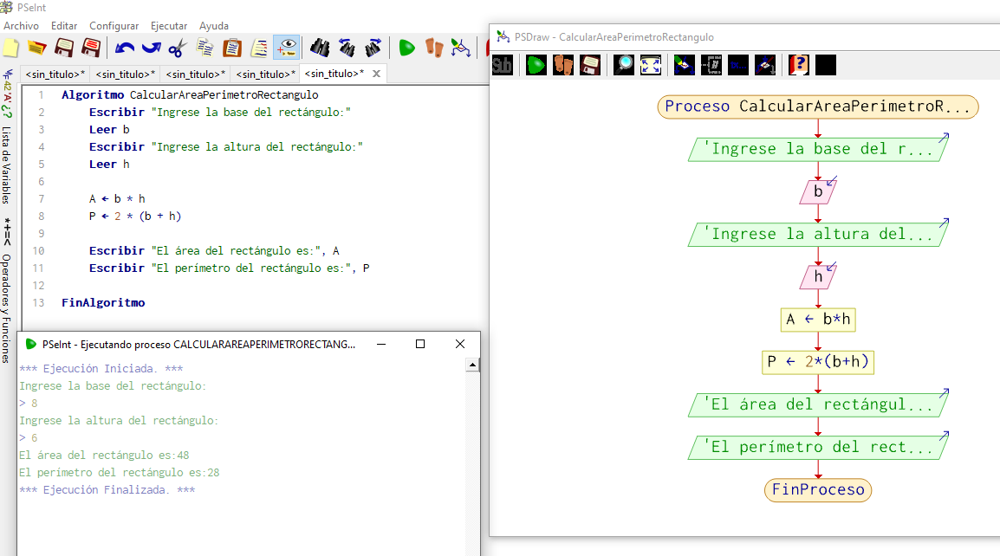 PSeInt
Archivo Editar Configurar Ejecutar Ayuda
<sin_titulo>* <sin_titulo>* <sin_titulo>* <sin_titulo>* <sin_titulo>*
Lista de Variables
*+=< Operadores y Funciones
1 Algoritmo CalcularAreaPerimetroRectangulo
2 Escribir "Ingrese la base del rectángulo:"
3 Leer b
4 Escribir "Ingrese la altura del rectángulo:"
5 Leer h
6
7 A ← b * h
8 P ← 2 * (b + h)
9
10 Escribir "El área del rectángulo es:", A
11 Escribir "El perímetro del rectángulo es:", P
12
13 FinAlgoritmo
PSeInt - Ejecutando proceso CALCULARAREAPERIMETRORECTANG...
*** Ejecución Iniciada. ***
Ingrese la base del rectángulo:
> 8
Ingrese la altura del rectángulo:
> 6
El área del rectángulo es:48
El perímetro del rectángulo es:28
*** Ejecución Finalizada. ***
PSDraw - CalcularAreaPerimetroRectangulo
Sub
Proceso CalcularAreaPerimetroR...
'Ingrese la base del r...
b
'Ingrese la altura del...
h
A ← b*h
P ← 2*(b+h)
'El área del rectángul...
'El perímetro del rect...
FinProceso